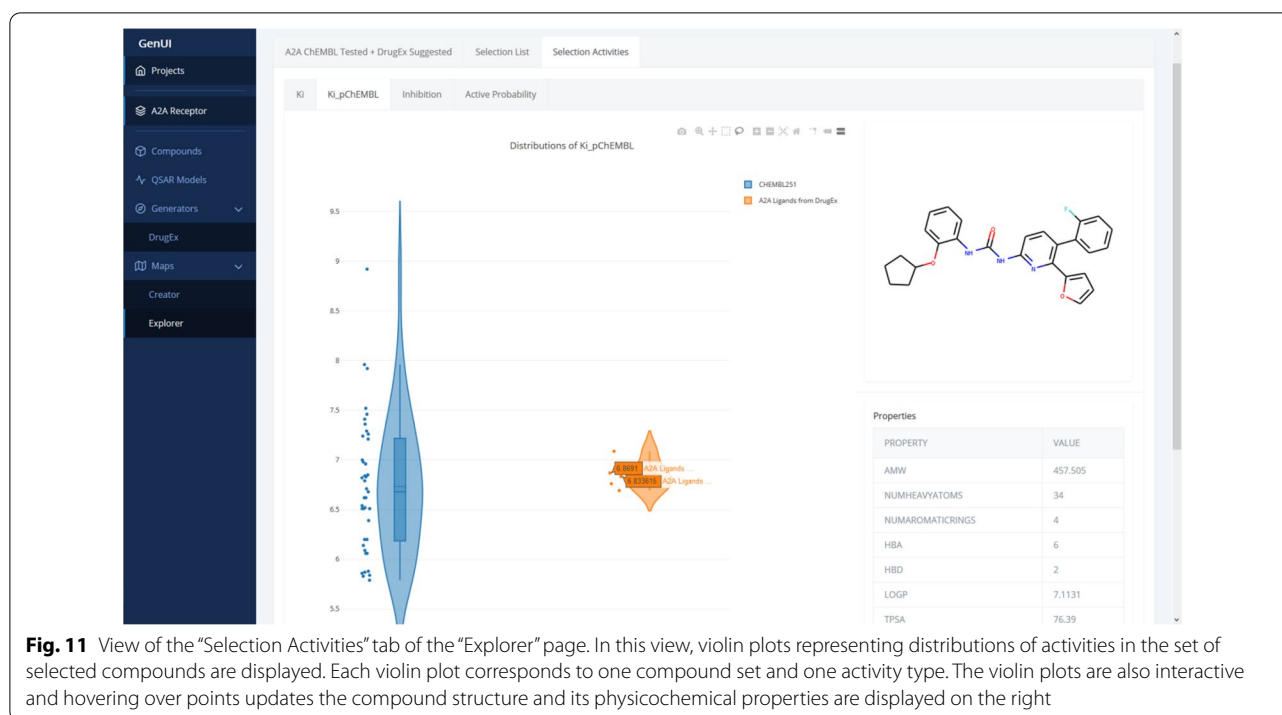 GenUI
Projects
A2A Receptor
Compounds
QSAR Models
Generators
DrugEx
Maps
Creator
Explorer
A2A ChEMBL Tested + DrugEx Suggested Selection List Selection Activities
Ki Ki_pChEMBL Inhibition Active Probability
Distributions of Ki_pChEMBL
CHEMBL251
A2A Ligands from DrugEx
9.5
9
8.5
8
7.5
7
6.5
6
5.5
6.8691 A2A Ligands ...
6.833615 A2A Ligands ...
F
O
NH
O
NH
N
O
Properties
PROPERTY VALUE
AMW 457.505
NUMHEAVYATOMS 34
NUMAROMATICRINGS 4
HBA 6
HBD 2
LOGP 7.1131
TPSA 76.39
Fig. 11 View of the “Selection Activities” tab of the “Explorer” page. In this view, violin plots representing distributions of activities in the set of
selected compounds are displayed. Each violin plot corresponds to one compound set and one activity type. The violin plots are also interactive
and hovering over points updates the compound structure and its physicochemical properties are displayed on the right